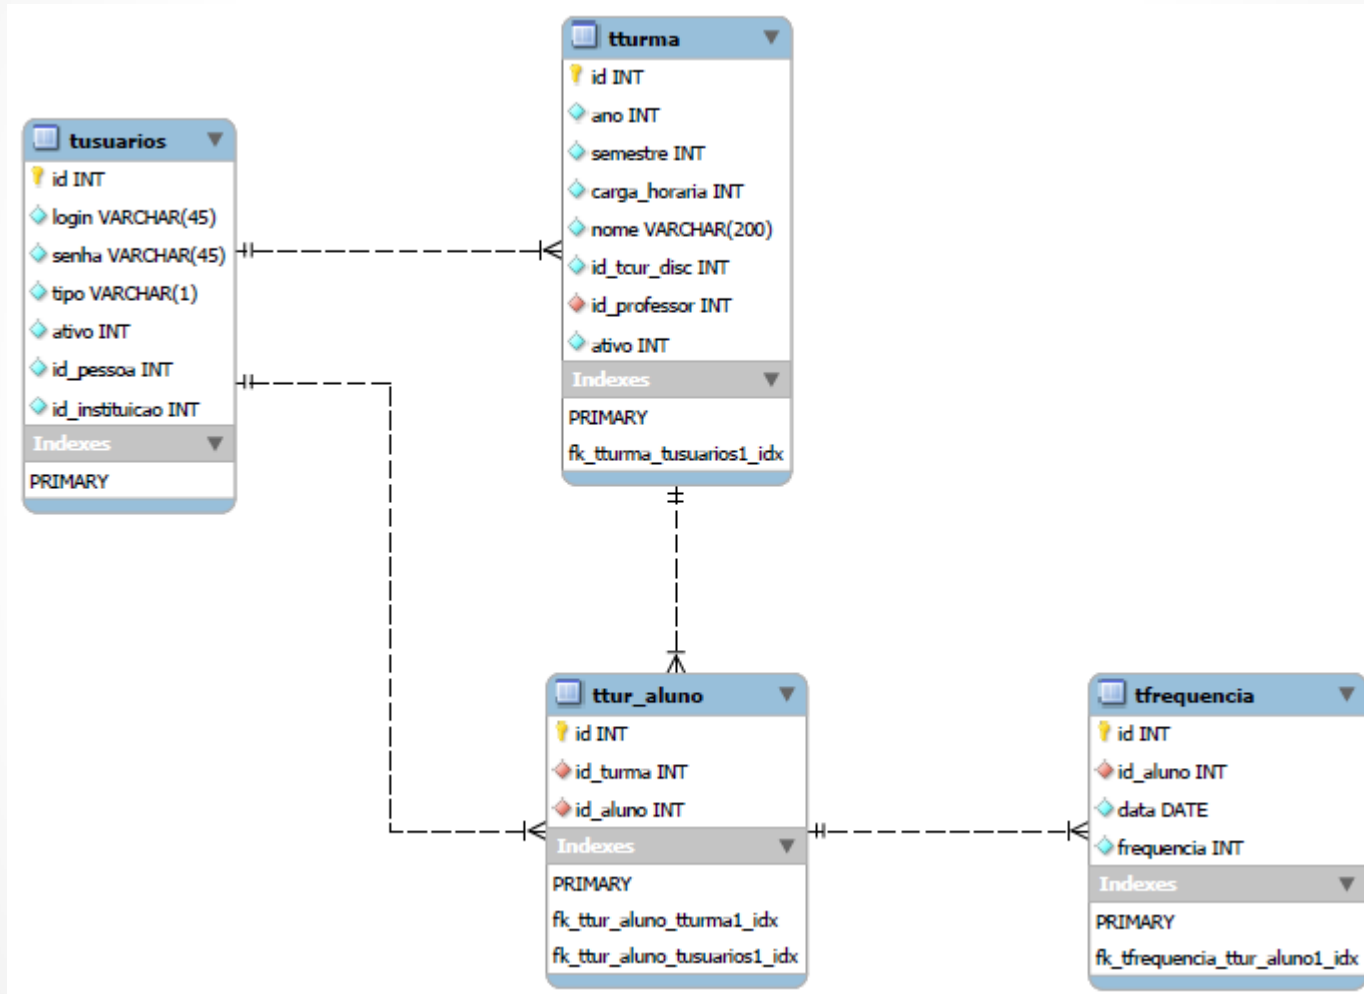 tusuarios
id INT
login VARCHAR(45)
senha VARCHAR(45)
tipo VARCHAR(1)
ativo INT
id_pessoa INT
id_instituicao INT
Indexes
PRIMARY
tturma
id INT
ano INT
semestre INT
carga_horaria INT
nome VARCHAR(200)
id_tcur_disc INT
id_professor INT
ativo INT
Indexes
PRIMARY
fk_tturma_tusuarios1_idx
ttur_aluno
id INT
id_turma INT
id_aluno INT
Indexes
PRIMARY
fk_ttur_aluno_tturma1_idx
fk_ttur_aluno_tusuarios1_idx
tfrequencia
id INT
id_aluno INT
data DATE
frequencia INT
Indexes
PRIMARY
fk_tfrequencia_ttur_aluno1_idx